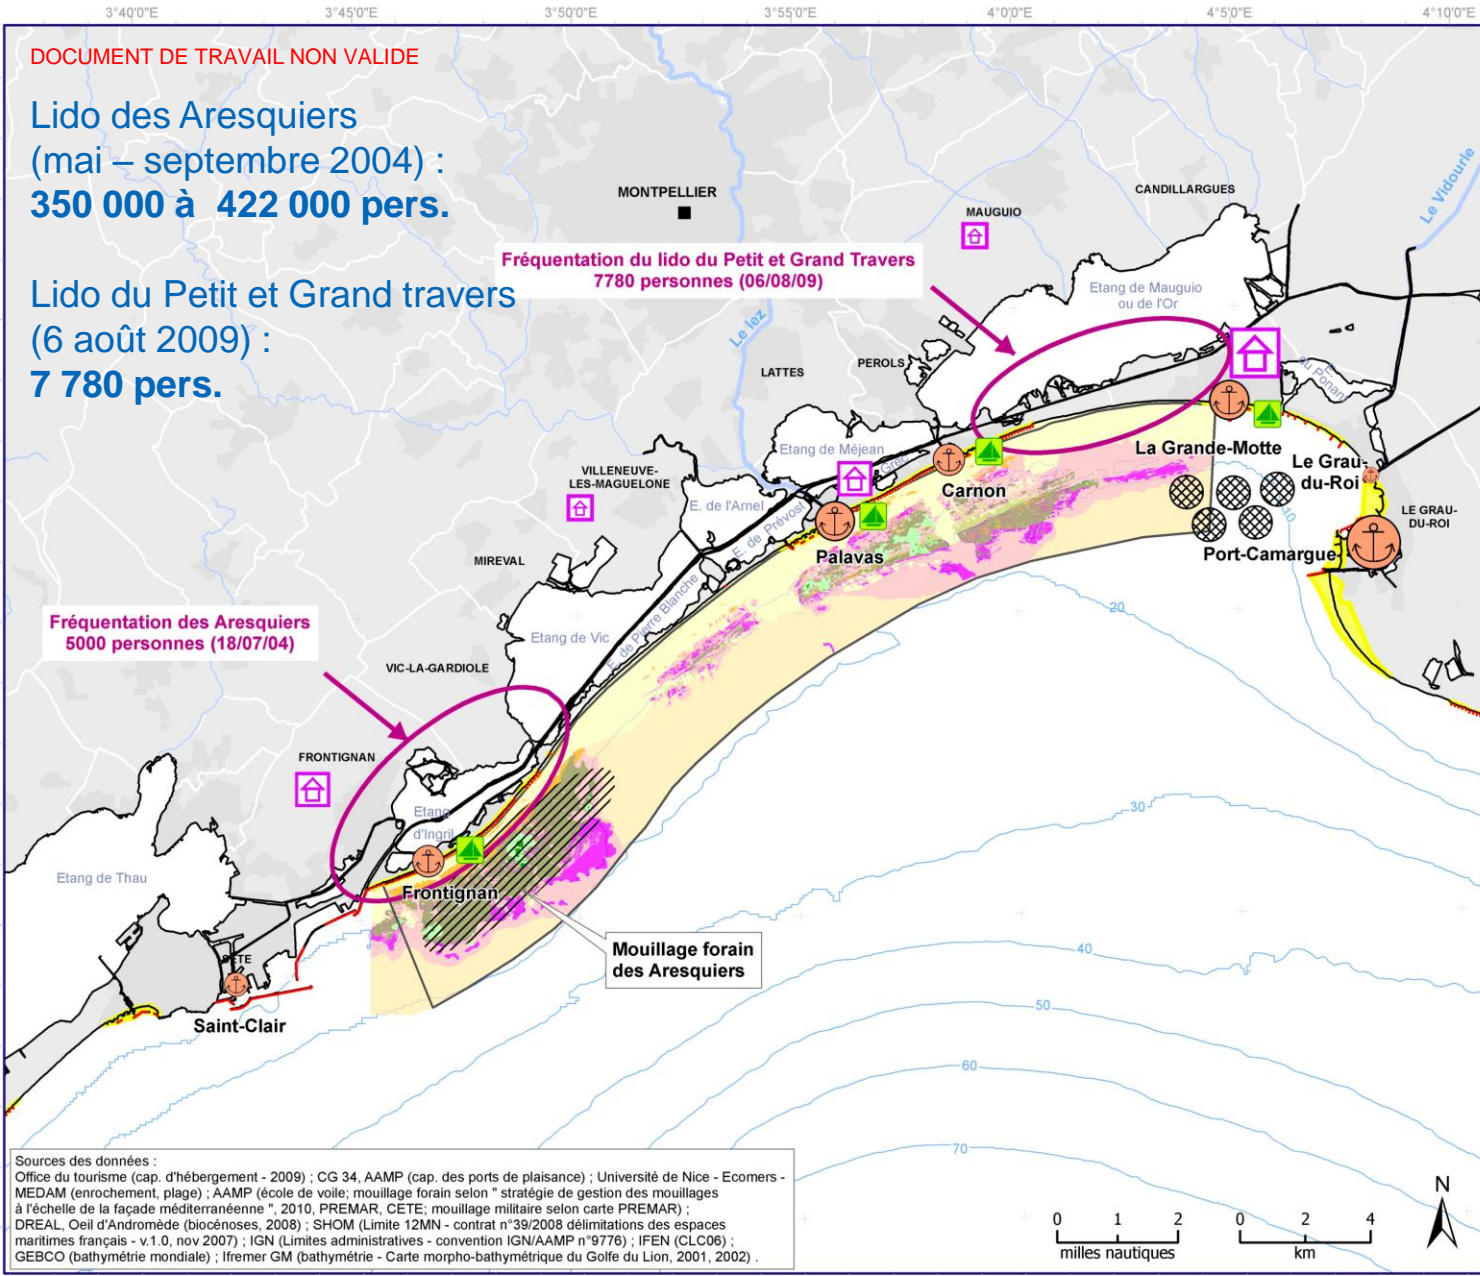 3°40'0"E
3°45'0"E
3°50'0"E
3°55'0"E
4°0'0"E
4°5'0"E
4°10'0"E
DOCUMENT DE TRAVAIL NON VALIDE
Lido des Aresquiers
(mai – septembre 2004) :
350 000 à 422 000 pers.
Lido du Petit et Grand travers
(6 août 2009) :
7 780 pers.
MONTPELLIER
MAUGUIO
CANDILLARGUES
Le Vidourle
Fréquentation du lido du Petit et Grand Travers
7780 personnes (06/08/09)
Etang de Mauguio
ou de l'Or
Le lez
PEROLS
LATTES
E.
du Ponant
La Grande-Motte
Etang de Méjean
Grec
Carnon
Le Grau-
du-Roi
LE GRAU-
DU-ROI
VILLENEUVE-
LES-MAGUELONE
E. de l'Arnel
E. de Prévost
Palavas
Port-Camargue
10
MIREVAL
E. de Pierre Blanche
Etang de Vic
20
Fréquentation des Aresquiers
5000 personnes (18/07/04)
VIC-LA-GARDIOLE
FRONTIGNAN
Etang
d'Ingril
30
Etang de Thau
Frontignan
Mouillage forain
des Aresquiers
40
SETE
Saint-Clair
50
60
70
Sources des données :
Office du tourisme (cap. d'hébergement - 2009) ; CG 34, AAMP (cap. des ports de plaisance) ; Université de Nice - Ecomers -
MEDAM (enrochement, plage) ; AAMP (école de voile; mouillage forain selon " stratégie de gestion des mouillages
à l'échelle de la façade méditerranéenne ", 2010, PREMAR, CETE; mouillage militaire selon carte PREMAR) ;
DREAL, Oeil d'Andromède (biocénoses, 2008) ; SHOM (Limite 12MN - contrat n°39/2008 délimitations des espaces
maritimes français - v.1.0, nov 2007) ; IGN (Limites administratives - convention IGN/AAMP n°9776) ; IFEN (CLC06) ;
GEBCO (bathymétrie mondiale) ; Ifremer GM (bathymétrie - Carte morpho-bathymétrique du Golfe du Lion, 2001, 2002) .
0 1 2
milles nautiques
0 2 4
km
N